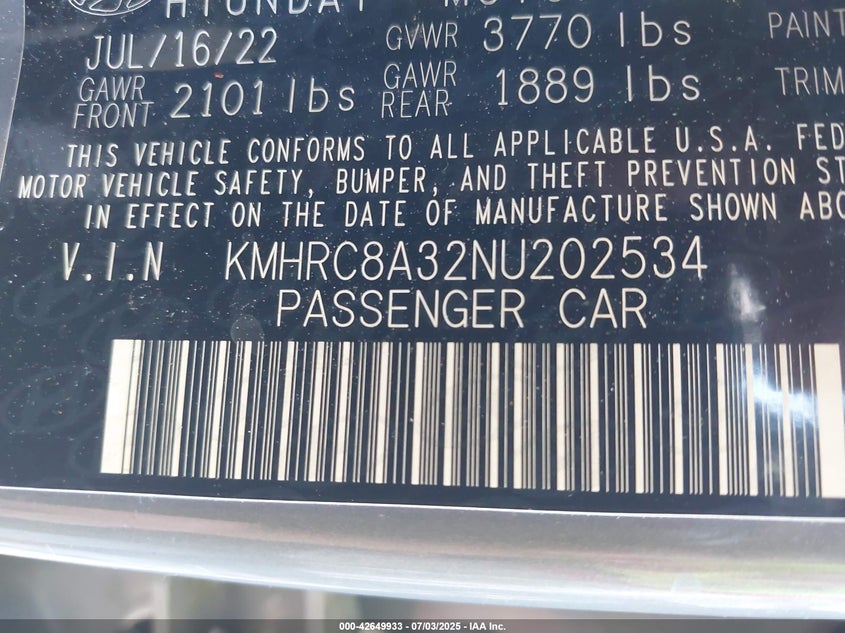 HYUNDAI MOTOR
JUL/16/22 GVWR 3770 lbs PAINT
GAWR FRONT 2101 lbs GAWR REAR 1889 lbs TRIM
THIS VEHICLE CONFORMS TO ALL APPLICABLE U.S.A. FED
MOTOR VEHICLE SAFETY, BUMPER, AND THEFT PREVENTION ST
IN EFFECT ON THE DATE OF MANUFACTURE SHOWN ABO
V.I.N KMHRC8A32NU202534
PASSENGER CAR
000-42649933 - 07/03/2025 - IAA Inc.